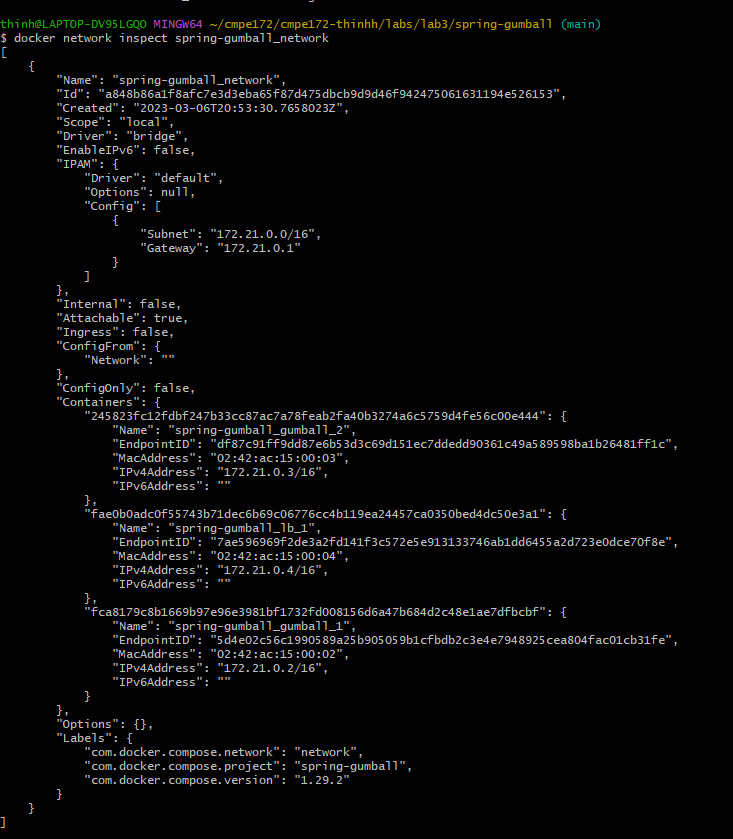 thinh@LAPTOP-DV95LGQO MINGW64 ~/cmpe172/cmpe172-thinhh/labs/lab3/spring-gumball (main)
$ docker network inspect spring-gumball_network
[
    {
        "Name": "spring-gumball_network",
        "Id": "a848b86a1f8afc7e3d3eba65f87d475dbcb9d9d46f942475061631194e526153",
        "Created": "2023-03-06T20:53:30.7658023Z",
        "Scope": "local",
        "Driver": "bridge",
        "EnableIPv6": false,
        "IPAM": {
            "Driver": "default",
            "Options": null,
            "Config": [
                {
                    "Subnet": "172.21.0.0/16",
                    "Gateway": "172.21.0.1"
                }
            ]
        },
        "Internal": false,
        "Attachable": true,
        "Ingress": false,
        "ConfigFrom": {
            "Network": ""
        },
        "ConfigOnly": false,
        "Containers": {
            "245823fc12fdbf247b33cc87ac7a78feab2fa40b3274a6c5759d4fe56c00e444": {
                "Name": "spring-gumball_gumball_2",
                "EndpointID": "df87c91ff9dd87e6b53d3c69d151ec7ddedd90361c49a589598ba1b26481ff1c",
                "MacAddress": "02:42:ac:15:00:03",
                "IPv4Address": "172.21.0.3/16",
                "IPv6Address": ""
            },
            "fae0b0adc0f55743b71dec6b69c06776cc4b119ea24457ca0350bed4dc50e3a1": {
                "Name": "spring-gumball_lb_1",
                "EndpointID": "7ae596969f2de3a2fd141f3c572e5e913133746ab1dd6455a2d723e0dce70f8e",
                "MacAddress": "02:42:ac:15:00:04",
                "IPv4Address": "172.21.0.4/16",
                "IPv6Address": ""
            },
            "fca8179c8b1669b97e96e3981bf1732fd008156d6a47b684d2c48e1ae7dfbcbf": {
                "Name": "spring-gumball_gumball_1",
                "EndpointID": "5d4e02c56c1990589a25b905059b1cfbdb2c3e4e7948925cea804fac01cb31fe",
                "MacAddress": "02:42:ac:15:00:02",
                "IPv4Address": "172.21.0.2/16",
                "IPv6Address": ""
            }
        },
        "Options": {},
        "Labels": {
            "com.docker.compose.network": "network",
            "com.docker.compose.project": "spring-gumball",
            "com.docker.compose.version": "1.29.2"
        }
    }
]